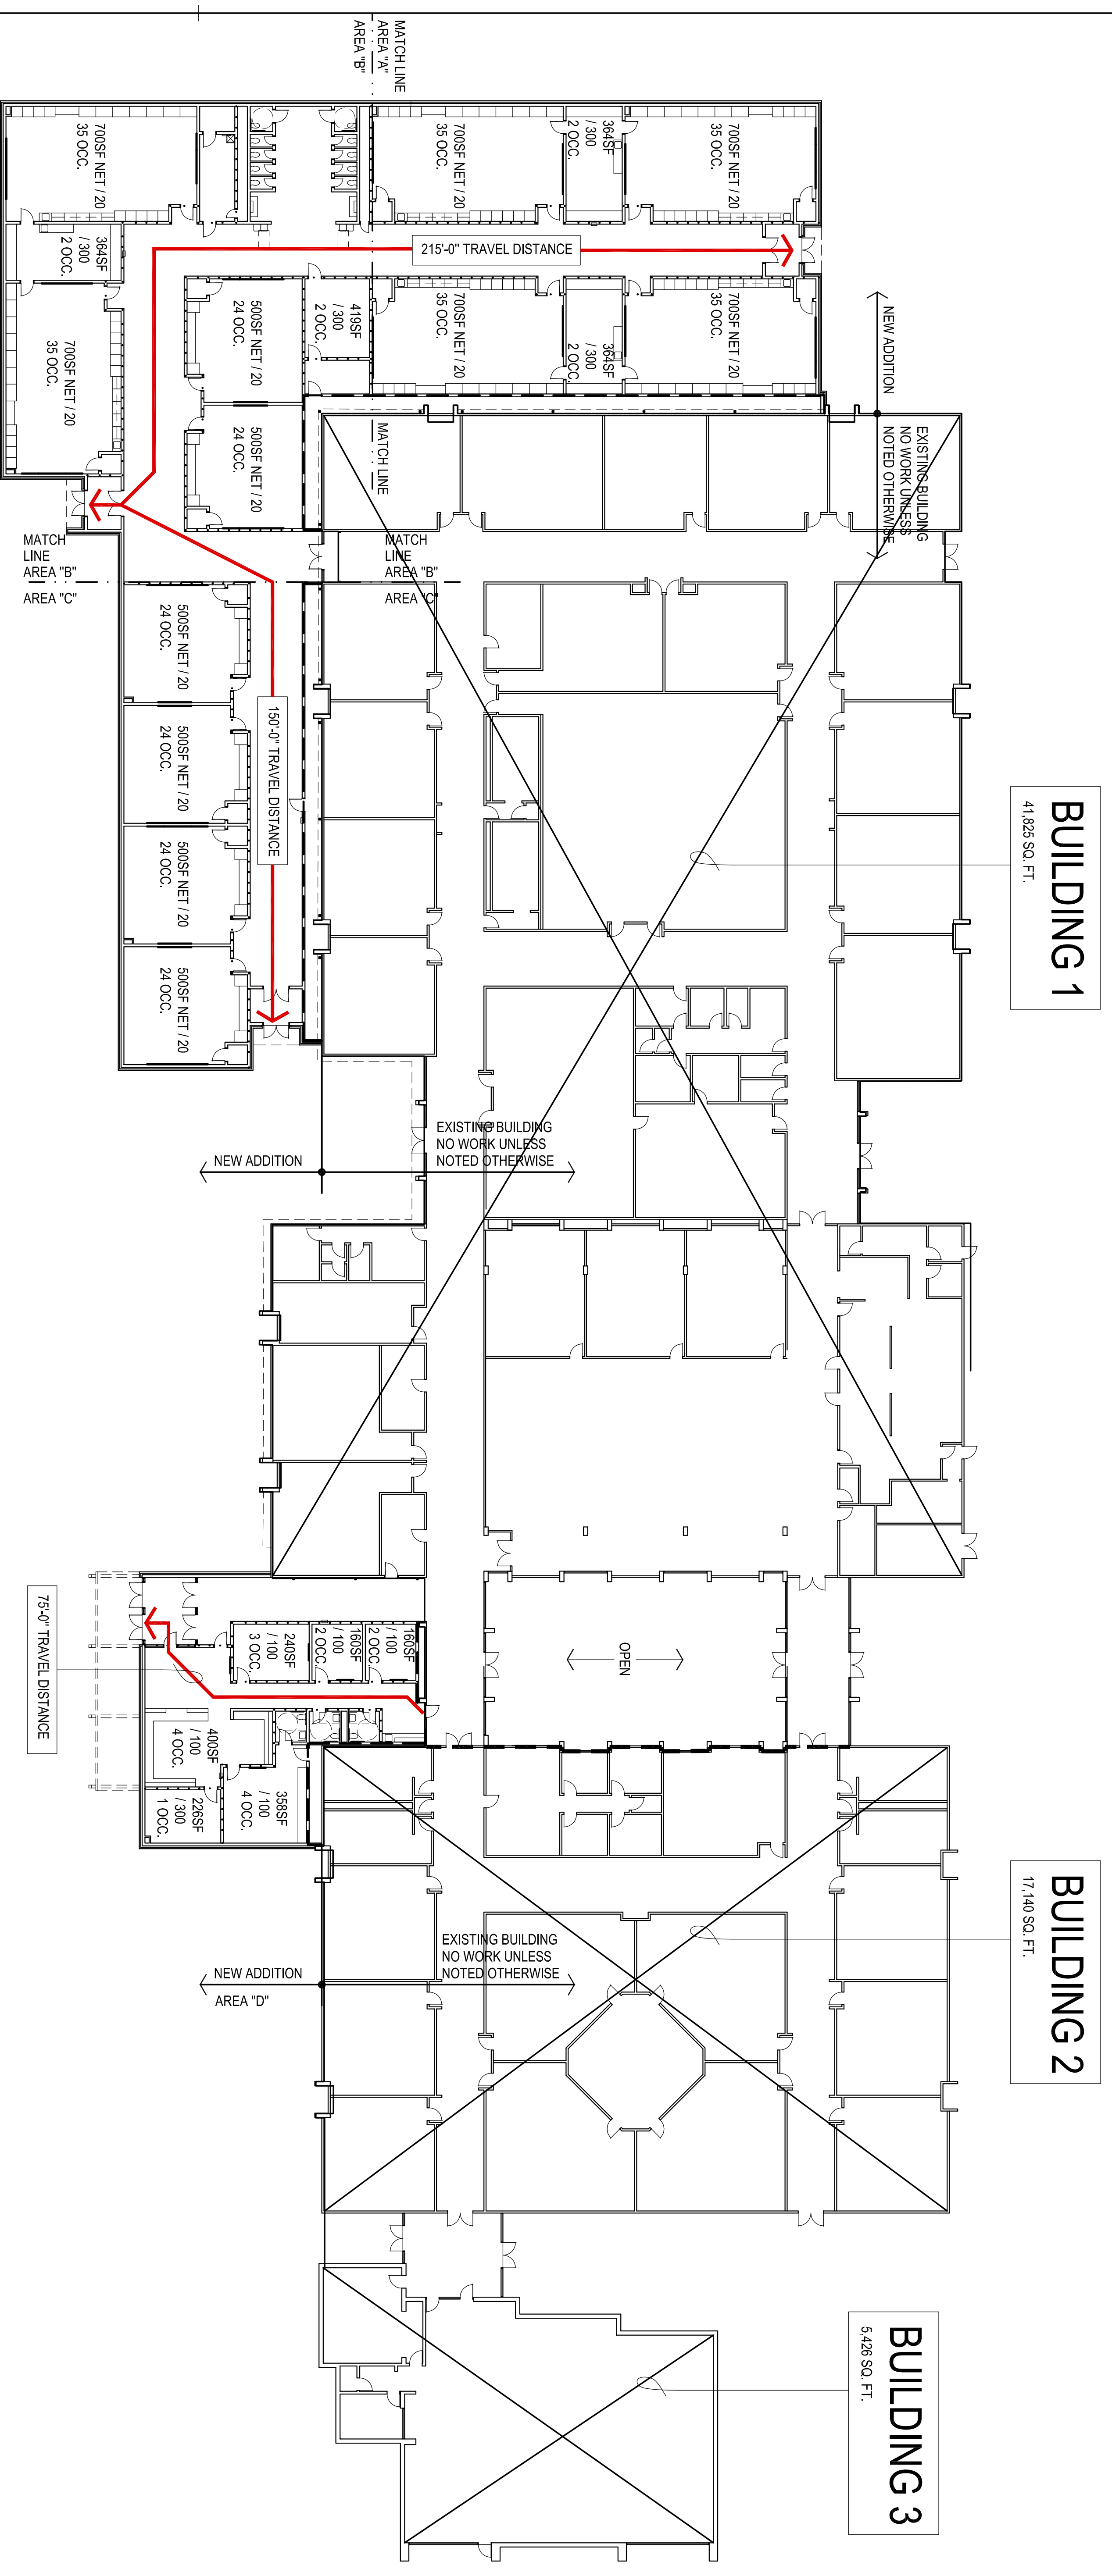 MATCH LINE
AREA "A"
AREA "B"
700SF NET / 20
35 OCC.
700SF NET / 20
35 OCC.
364SF
/ 300
2 OCC.
700SF NET / 20
35 OCC.
215'-0" TRAVEL DISTANCE
364SF
/ 300
2 OCC.
700SF NET / 20
35 OCC.
500SF NET / 20
24 OCC.
419SF
/ 300
2 OCC.
700SF NET / 20
35 OCC.
364SF
/ 300
2 OCC.
700SF NET / 20
35 OCC.
500SF NET / 20
24 OCC.
NEW ADDITION
EXISTING BUILDING
NO WORK UNLESS
NOTED OTHERWISE
MATCH LINE
MATCH
LINE
AREA "B"
AREA "C"
MATCH
LINE
AREA "B"
AREA "C"
500SF NET / 20
24 OCC.
500SF NET / 20
24 OCC.
500SF NET / 20
24 OCC.
500SF NET / 20
24 OCC.
150'-0" TRAVEL DISTANCE
BUILDING 1
41,825 SQ. FT.
EXISTING BUILDING
NO WORK UNLESS
NOTED OTHERWISE
NEW ADDITION
OPEN
75'-0" TRAVEL DISTANCE
240SF
/ 100
3 OCC.
160SF
/ 100
2 OCC.
160SF
/ 100
2 OCC.
400SF
/ 100
4 OCC.
358SF
/ 100
4 OCC.
226SF
/ 300
1 OCC.
BUILDING 2
17,140 SQ. FT.
EXISTING BUILDING
NO WORK UNLESS
NOTED OTHERWISE
NEW ADDITION
AREA "D"
BUILDING 3
5,426 SQ. FT.